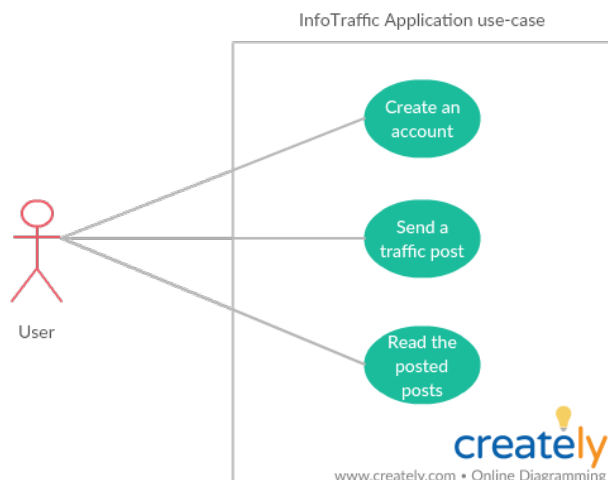 InfoTraffic Application use-case
Create an
account
Send a
traffic post
User
Read the
posted
posts
creately
www.creately.com • Online Diagramming